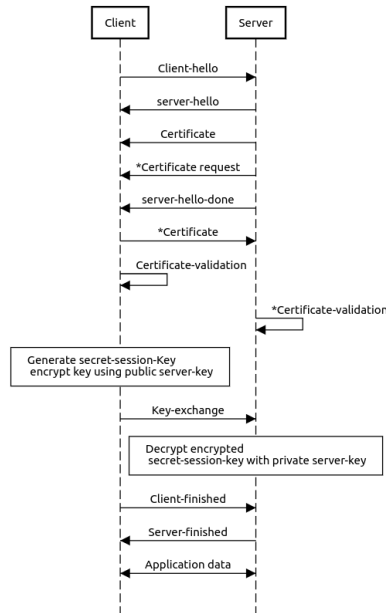 Client
Server
Client-hello
server-hello
Certificate
*Certificate request
server-hello-done
*Certificate
Certificate-validation
*Certificate-validation
Generate secret-session-Key
encrypt key using public server-key
Key-exchange
Decrypt encrypted
secret-session-key with private server-key
Client-finished
Server-finished
Application data